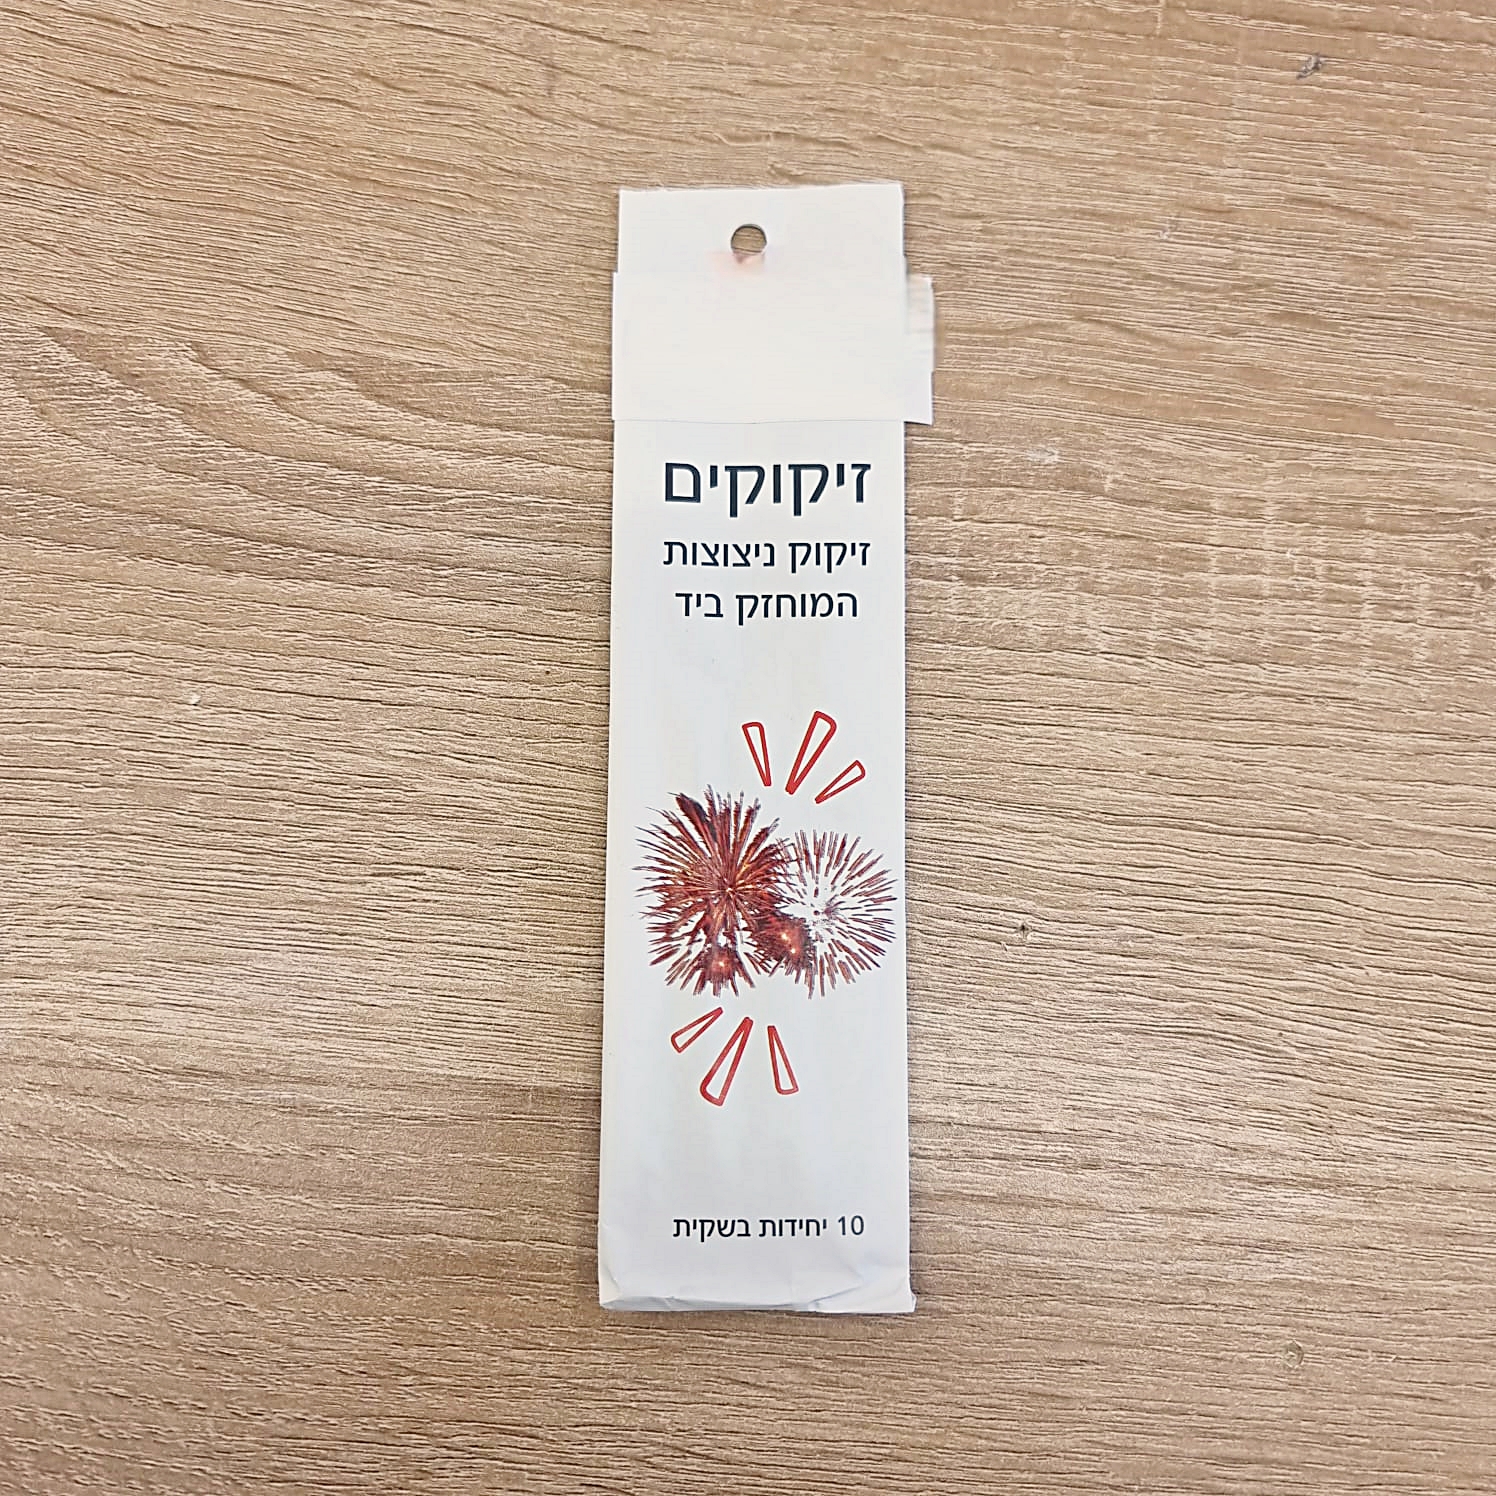 זיקוקים
זיקוק ניצוצות
המוחזק ביד
10 יחידות בשקית